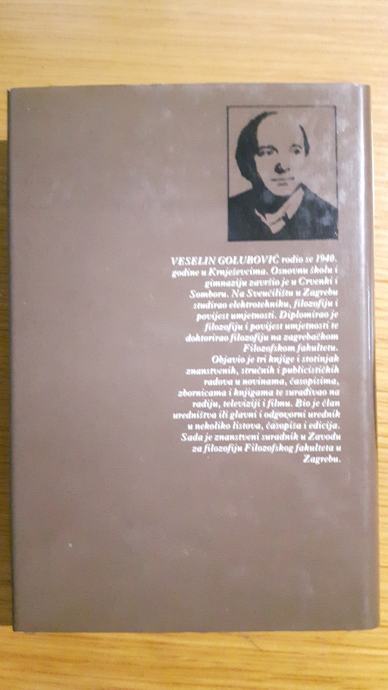 VESELIN GOLUBOVIĆ rodio se 1940.
godine u Krnješevcima. Osnovnu školu i
gimnaziju završio je u Crvenki i
Somboru. Na Sveučilištu u Zagrebu
studirao elektrotehniku, filozofiju i
povijest umjetnosti. Diplomirao je
filozofiju i povijest umjetnosti te
doktorirao filozofiju na zagrebačkom
Filozofskom fakultetu.
Objavio je tri knjige i stotinjak
znanstvenih, stručnih i publicističkih
radova u novinama, časopisima,
zbornicama i knjigama te surađivao na
radiju, televiziji i filmu. Bio je član
uredništva ili glavni i odgovorni urednik
u nekoliko listova, časopisa i edicija.
Sada je znanstveni suradnik u Zavodu
za filozofiju Filozofskog fakulteta u
Zagrebu.